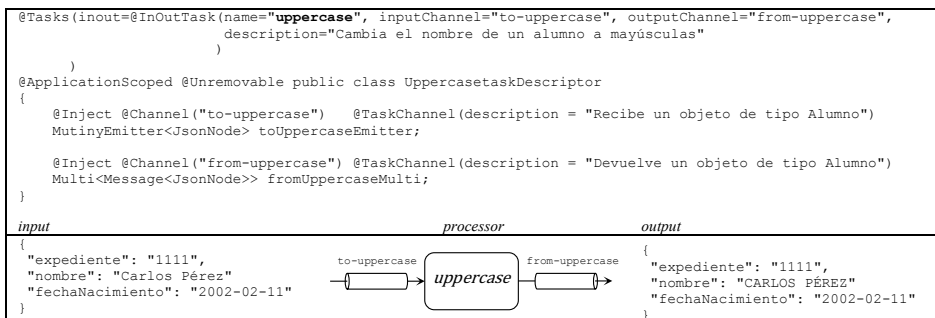 @Tasks(inout=@InOutTask(name="uppercase", inputChannel="to-uppercase", outputChannel="from-uppercase",
description="Cambia el nombre de un alumno a mayúsculas"
)
)
@ApplicationScoped @Unremovable public class UppercasetaskDescriptor
{
@Inject @Channel("to-uppercase") @TaskChannel(description = "Recibe un objeto de tipo Alumno")
MutinyEmitter<JsonNode> toUppercaseEmitter;
@Inject @Channel("from-uppercase") @TaskChannel(description = "Devuelve un objeto de tipo Alumno")
Multi<Message<JsonNode>> fromUppercaseMulti;
}
input processor output
{
"expediente": "1111",
"nombre": "Carlos Pérez"
"fechaNacimiento": "2002-02-11"
}
to-uppercase
uppercase
from-uppercase
{
"expediente": "1111",
"nombre": "CARLOS PÉREZ"
"fechaNacimiento": "2002-02-11"
}